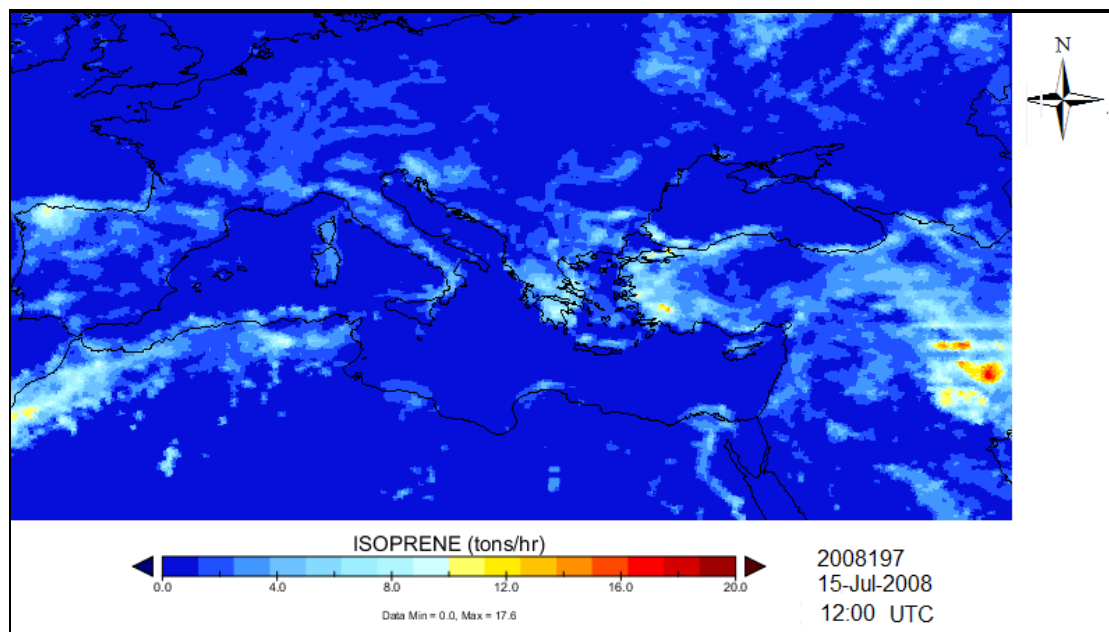 N
ISOPRENE (tons/hr)
0.0 4.0 8.0 12.0 16.0 20.0
Data Min = 0.0, Max = 17.6
2008197
15-Jul-2008
12:00 UTC